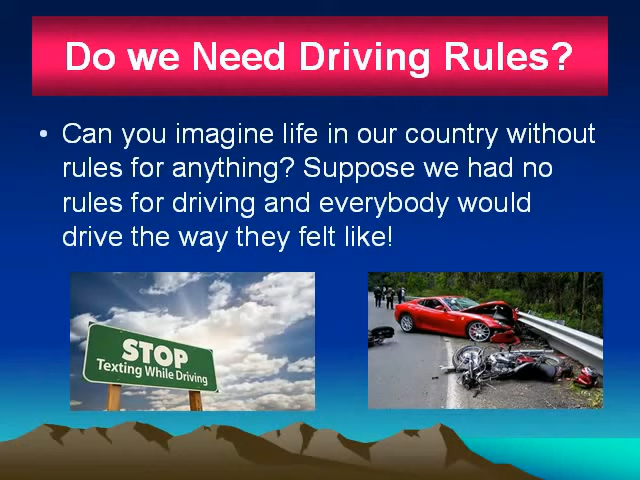 Do we Need Driving Rules?
• Can you imagine life in our country without
rules for anything? Suppose we had no
rules for driving and everybody would
drive the way they felt like!
STOP
Texting While Driving